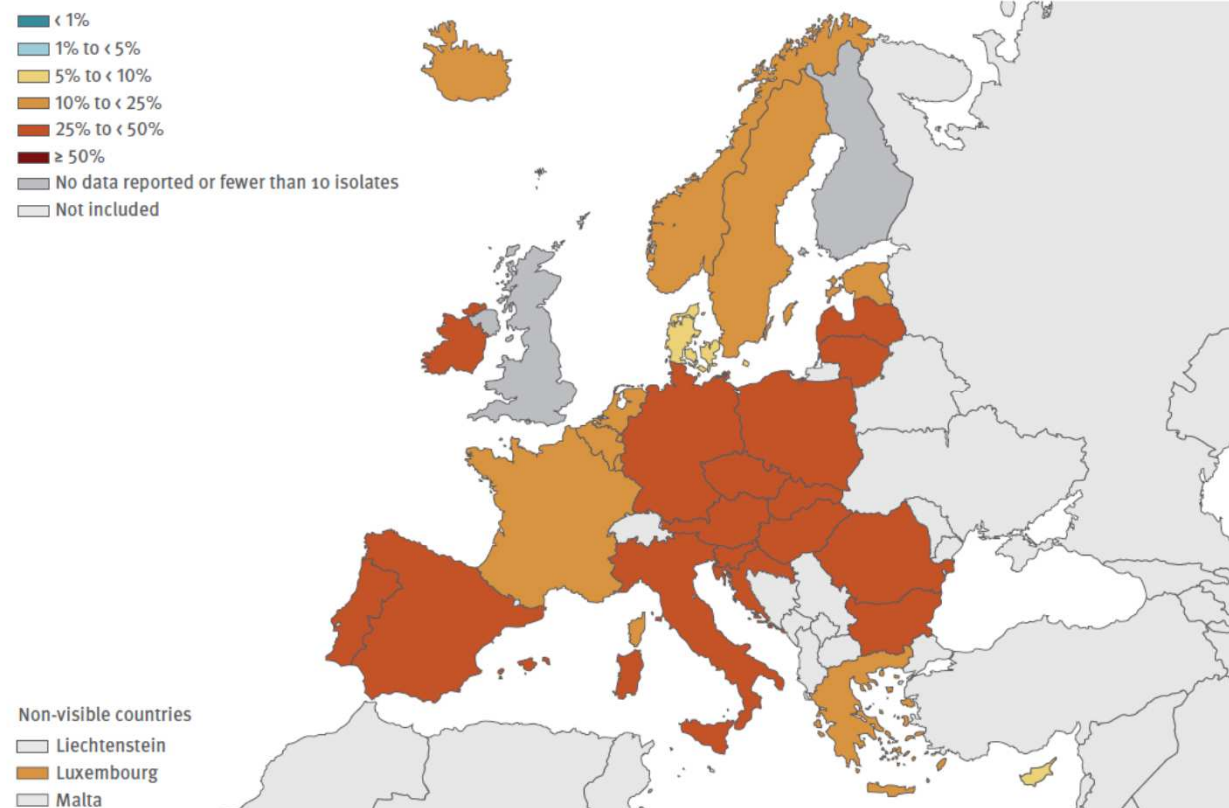 < 1%
1% to < 5%
5% to < 10%
10% to < 25%
25% to < 50%
≥ 50%
No data reported or fewer than 10 isolates
Not included
Non-visible countries
Liechtenstein
Luxembourg
Malta